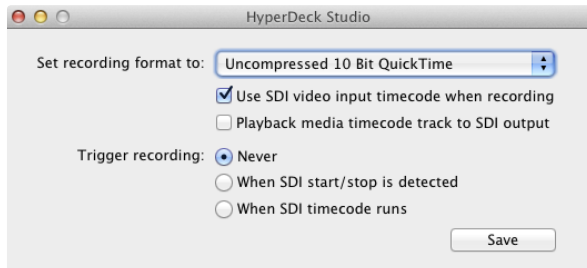 HyperDeck Studio
Set recording format to: Uncompressed 10 Bit QuickTime
Use SDI video input timecode when recording
Playback media timecode track to SDI output
Trigger recording: Never
When SDI start/stop is detected
When SDI timecode runs
Save